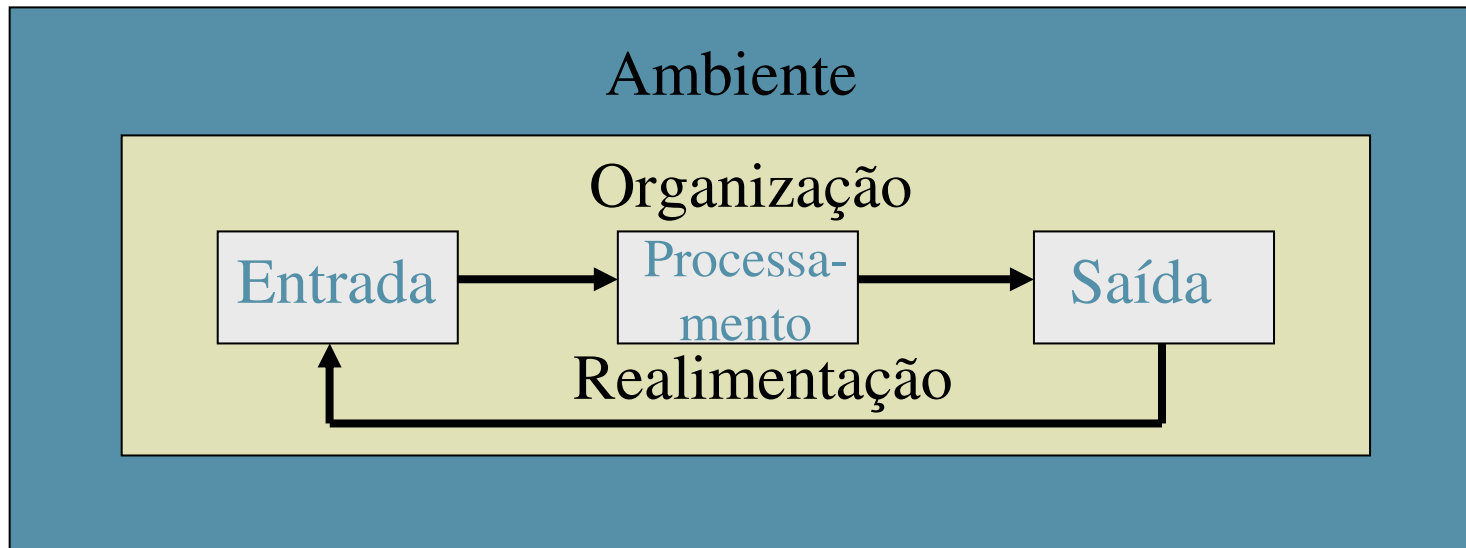 Ambiente
Organização
Entrada
Processa-
mento
Saída
Realimentação